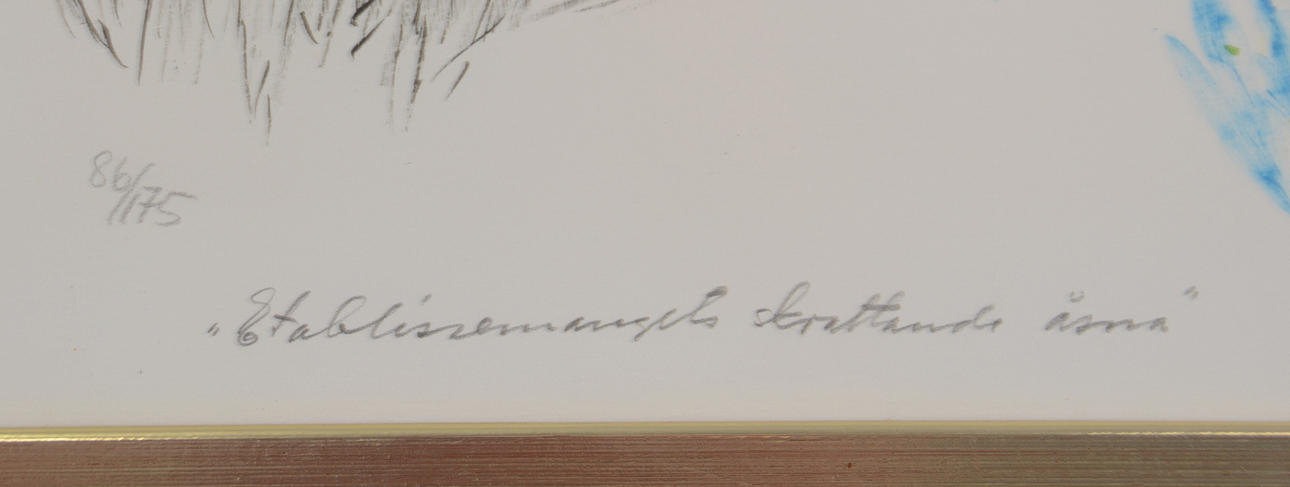 86/175
„Etablissemangets skrattande åsna"